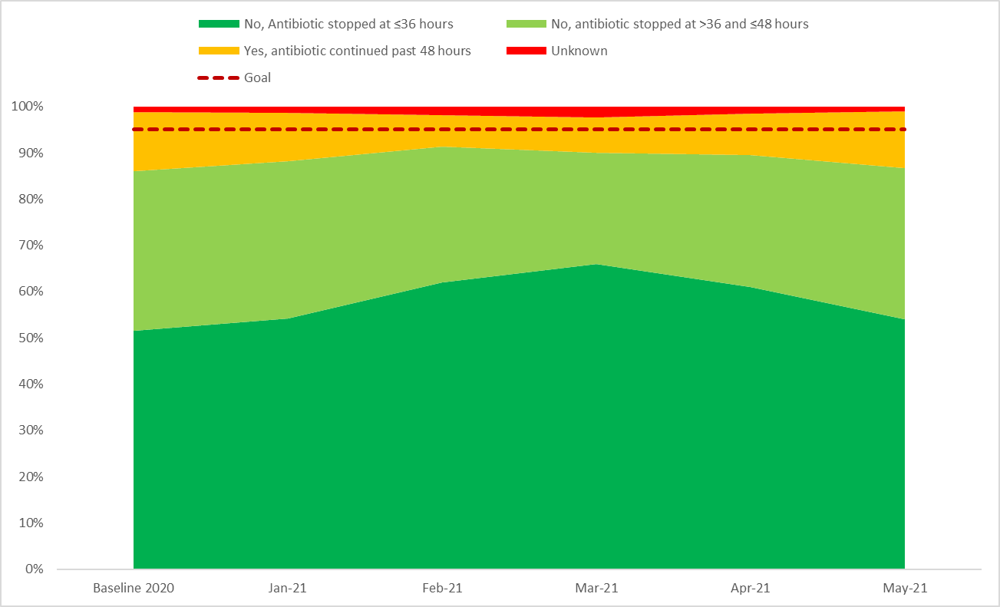 No, Antibiotic stopped at ≤36 hours
No, antibiotic stopped at >36 and ≤48 hours
Yes, antibiotic continued past 48 hours
Unknown
Goal
100%
90%
80%
70%
60%
50%
40%
30%
20%
10%
0%
Baseline 2020
Jan-21
Feb-21
Mar-21
Apr-21
May-21